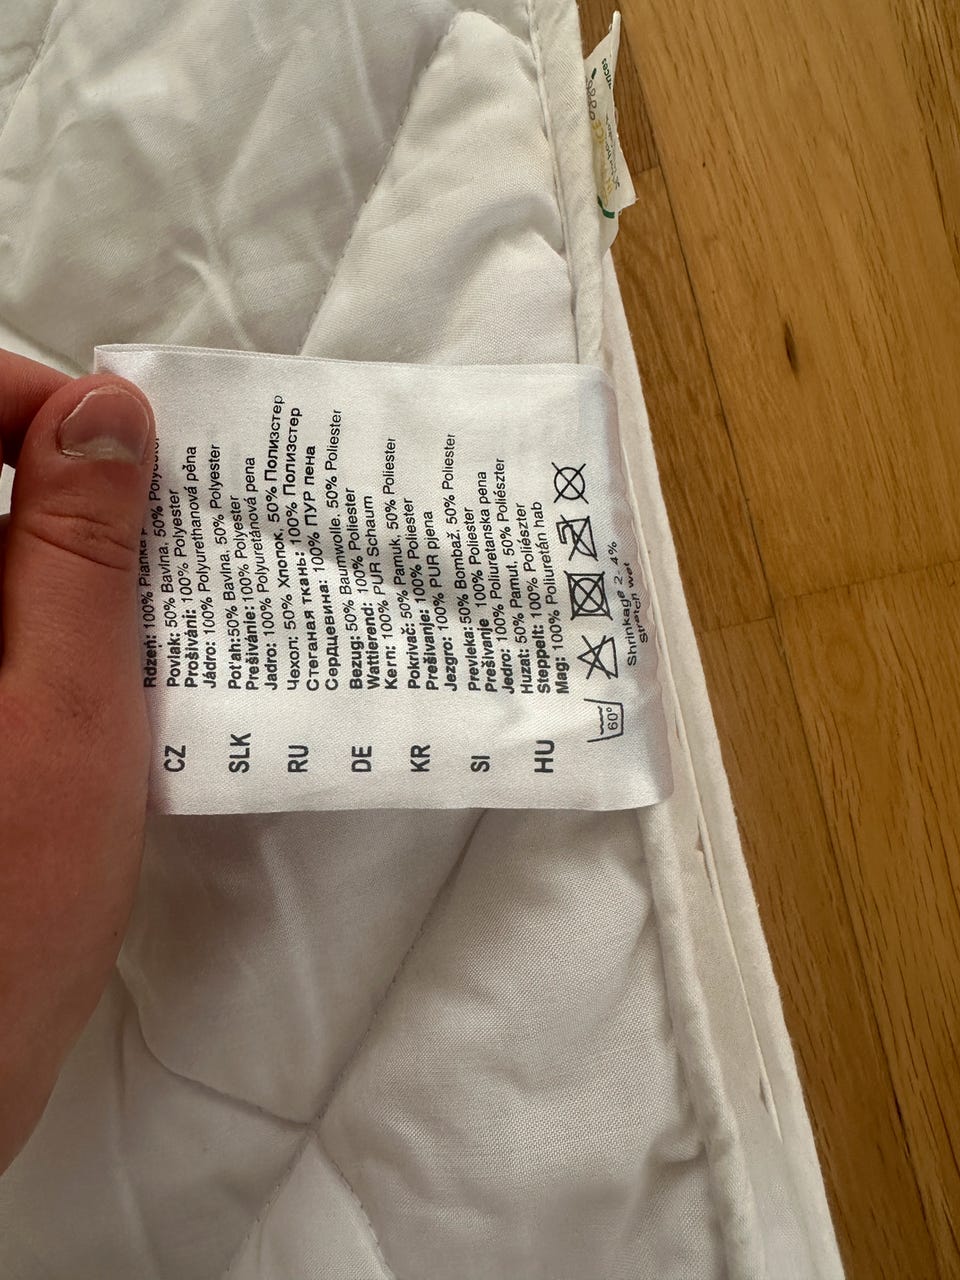 Rdzeń: 100% Pianka
Povlak: 50% Bavlna, 50% Polyester
Prošívání: 100% Polyester
Jádro: 100% Polyurethanová pěna
CZ
Poťah:50% Bavlna, 50% Polyester
Prešívánie: 100% Polyester
Jadro: 100% Polyuretánová pena
SLK
Чехол: 50% Хлопок, 50% Полиэстер
Стеганая ткань: 100% Полиэстер
Сердцевина: 100% ПУР пена
RU
Bezug: 50% Baumwolle, 50% Poliester
Wattierend: 100% Poliester
Kern: 100% PUR Schaum
DE
Pokrivač: 50% Pamuk, 50% Poliester
Prešivanje: 100% Poliester
Jezgro: 100% PUR pjena
KR
Prevleka: 50% Bombaž, 50% Poliester
Prešivanje 100% Poliester
Jedro: 100% Poliuretanska pena
SI
Huzat: 50% Pamut, 50% Poliészter
Steppelt: 100% Poliészter
Mag: 100% Poliuretán hab
HU
60°
Shrinkage 2- 4%
Stretch wet